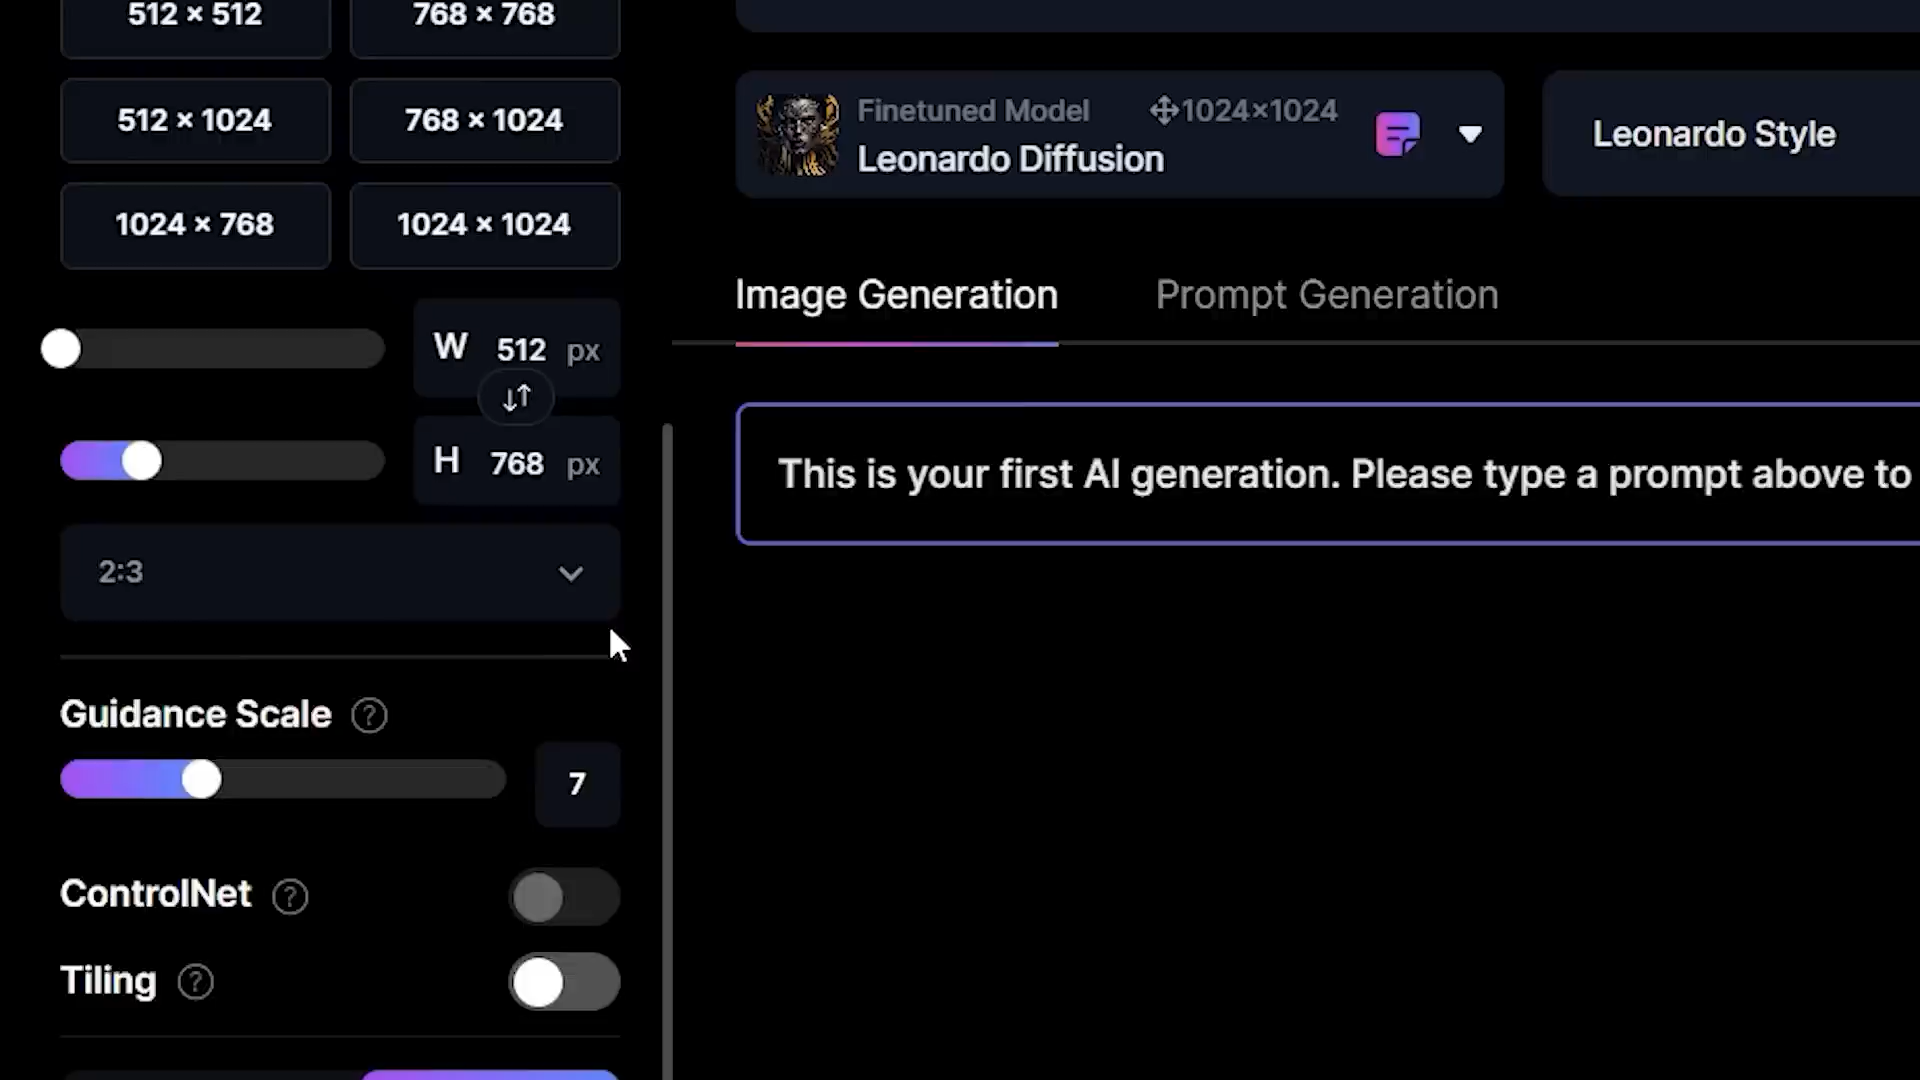 512 × 512
768 × 768
512 × 1024
768 × 1024
1024 × 768
1024 × 1024
W 512 px
H 768 px
2:3
Guidance Scale ?
7
ControlNet ?
Tiling ?
Finetuned Model 1024×1024
Leonardo Diffusion
Leonardo Style
Image Generation
Prompt Generation
This is your first AI generation. Please type a prompt above to